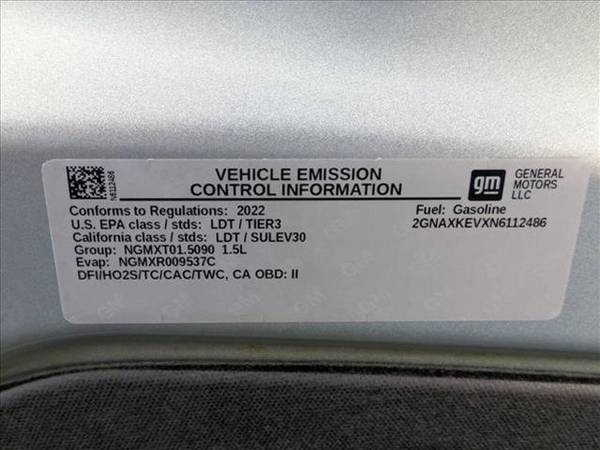 N6112486
VEHICLE EMISSION
CONTROL INFORMATION
gm
GENERAL
MOTORS
LLC
Conforms to Regulations: 2022
U.S. EPA class / stds: LDT / TIER3
California class / stds: LDT / SULEV30
Group: NGMXT01.5090 1.5L
Evap: NGMXR009537C
DFI/HO2S/TC/CAC/TWC, CA OBD: II
Fuel: Gasoline
2GNAXKEVXN6112486